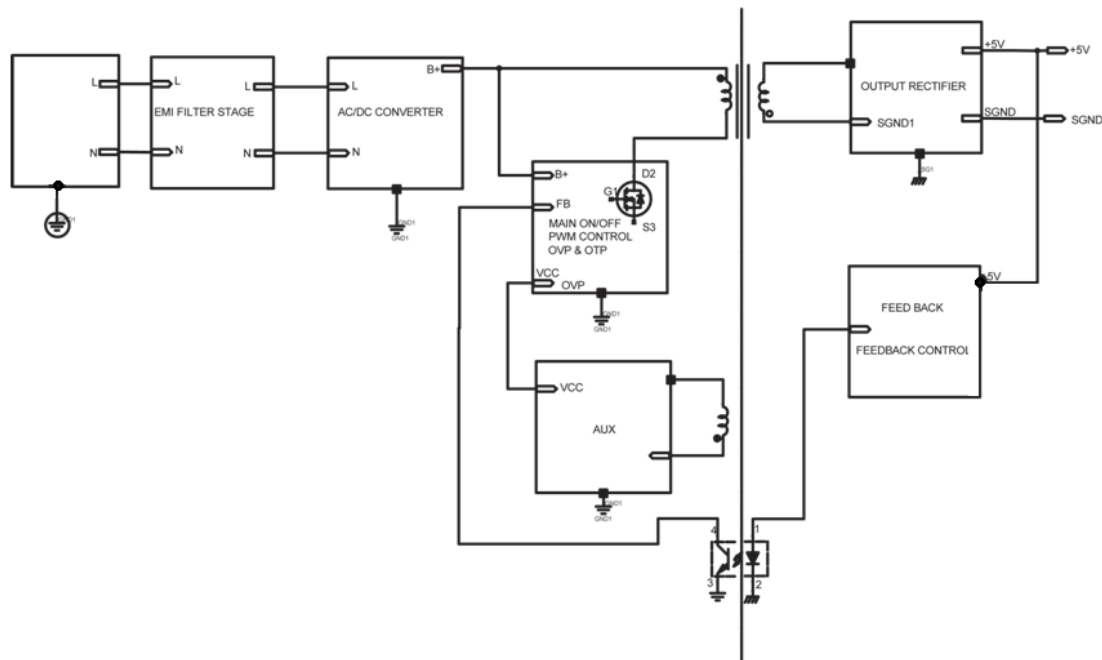 L
N
GND1
L
N
EMI FILTER STAGE
L
N
L
N
AC/DC CONVERTER
B+
GND1
GND1
B+
FB
D2
G1
S3
MAIN ON/OFF
PWM CONTROL
OVP & OTP
VCC
OVP
GND1
GND1
VCC
AUX
GND1
GND1
OUTPUT RECTIFIER
+5V
+5V
SGND1
SGND
SGND
SG1
+5V
FEED BACK
FEEDBACK CONTROL
4
3
1
2